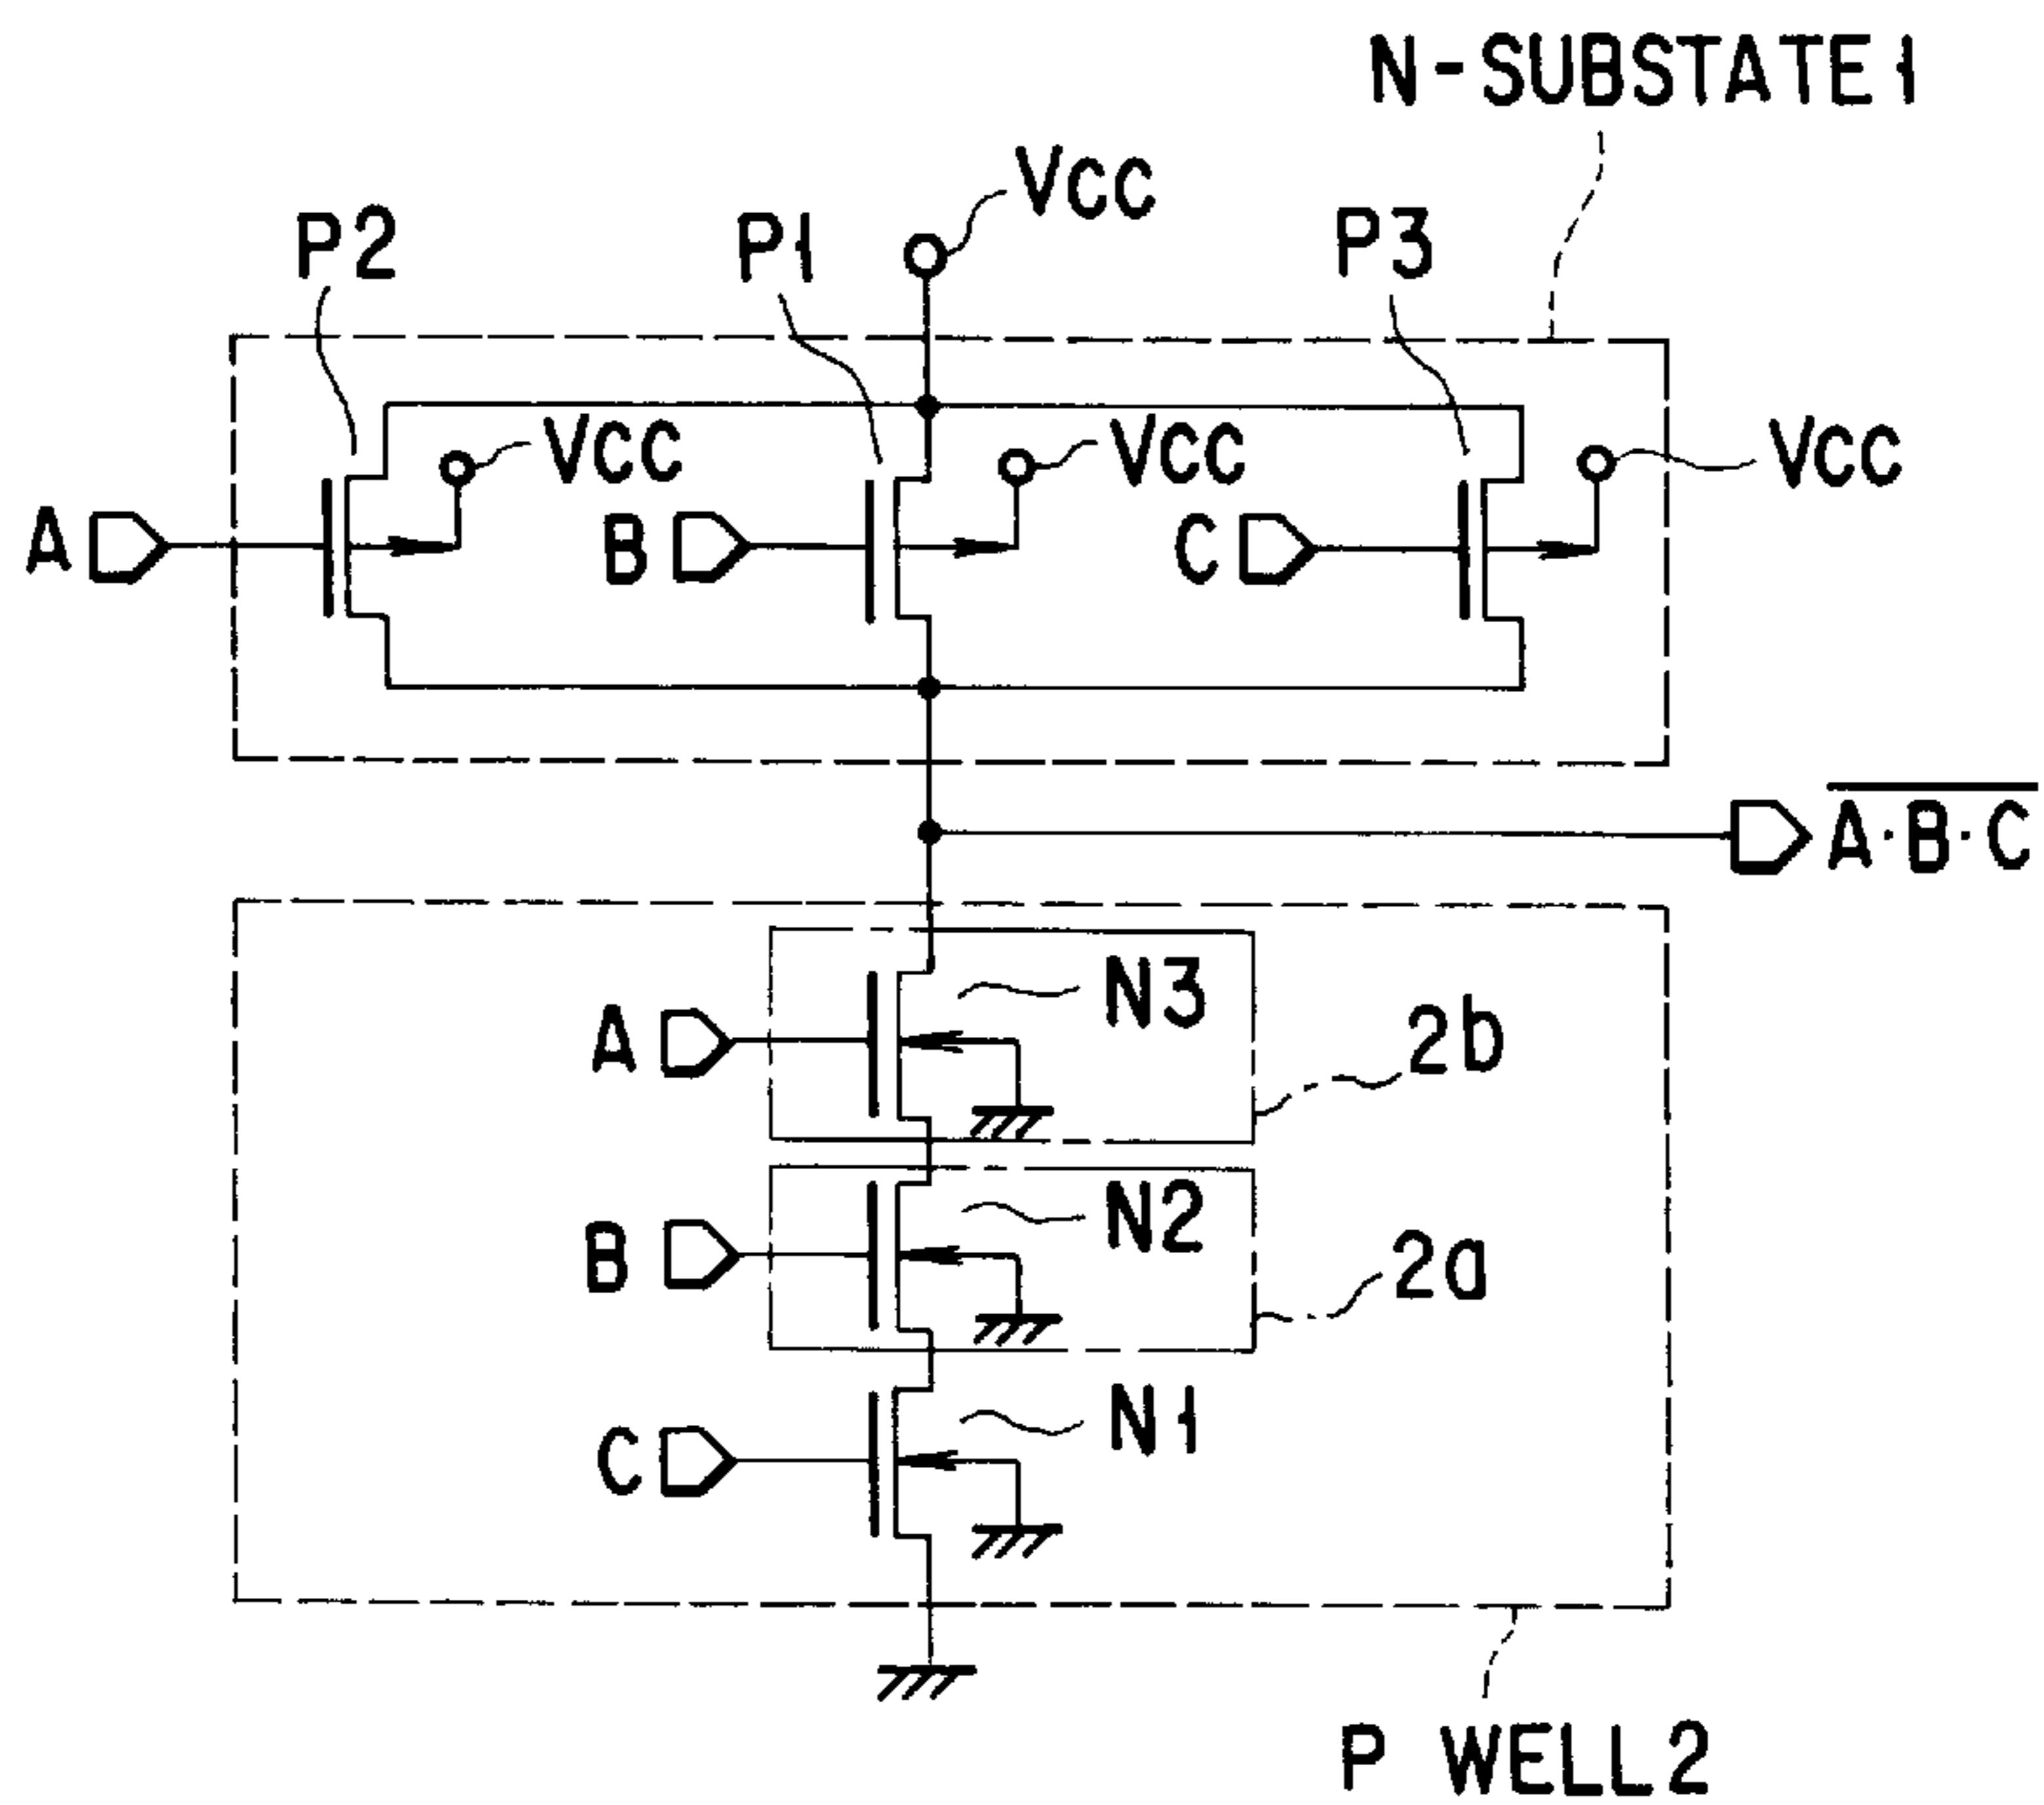 N-SUBSTATE 1
VCC
P2 P1 P3
VCC VCC VCC
A B C
A·B·C
N3
A 2b
N2
B 2a
N1
C
P WELL 2